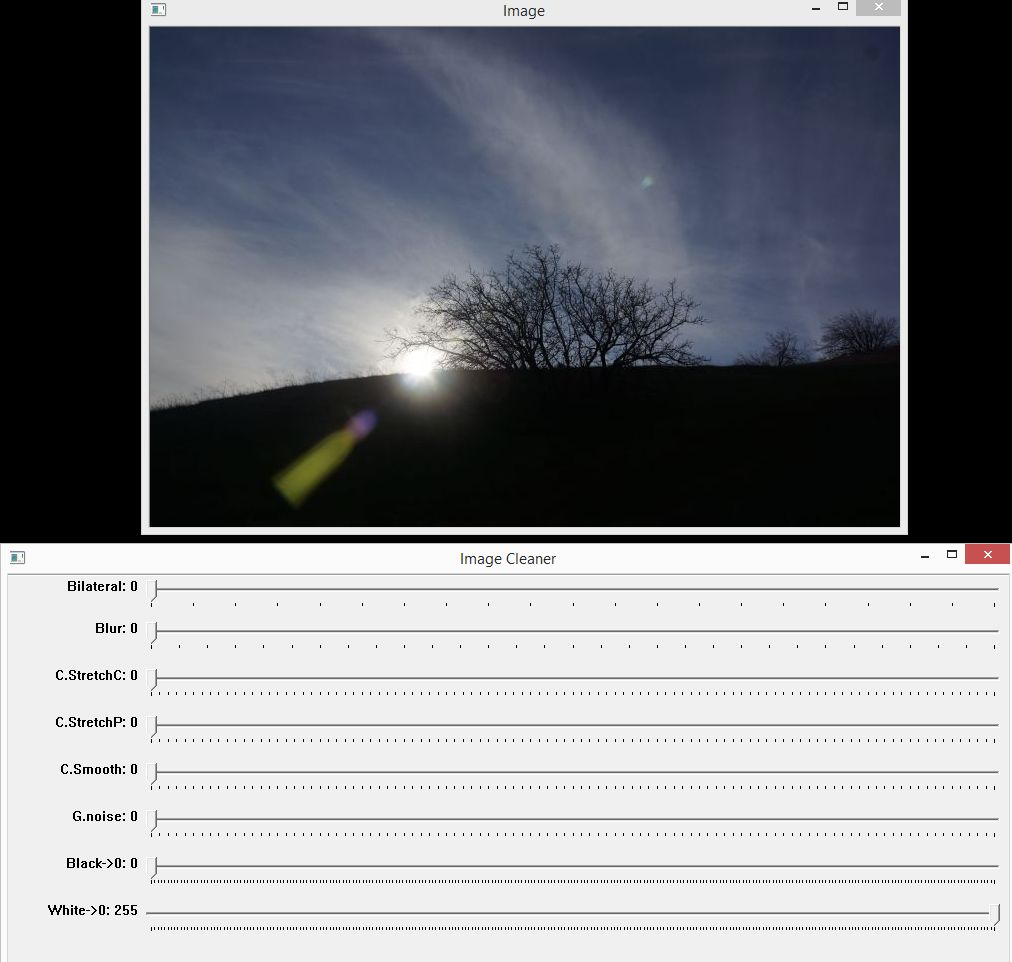 Image
Image Cleaner
Bilateral: 0
Blur: 0
C.StretchC: 0
C.StretchP: 0
C.Smooth: 0
G.noise: 0
Black->0: 0
White->0: 255